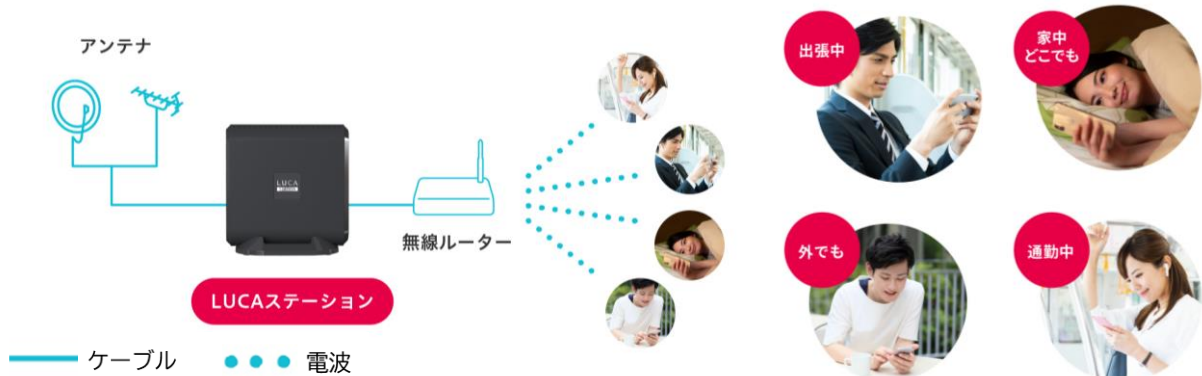 アンテナ
LUCA
無線ルーター
LUCAステーション
ケーブル
電波
出張中
家中
どこでも
外でも
通勤中